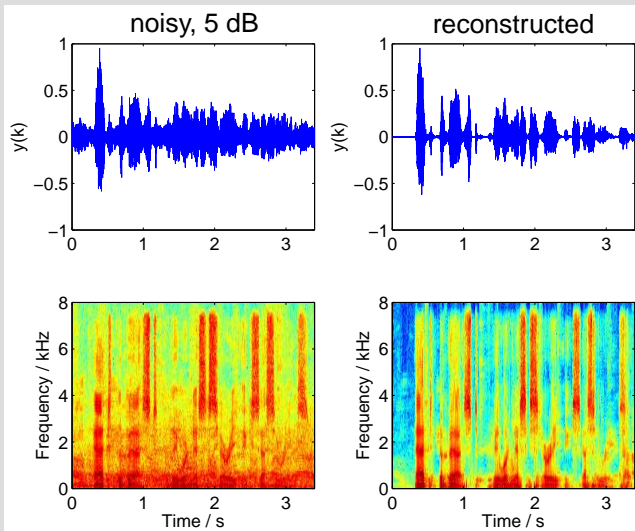 noisy, 5 dB
reconstructed
1
0.5
0
−0.5
−1
y(k)
0 1 2 3
1
0.5
0
−0.5
−1
y(k)
0 1 2 3
8
6
4
2
0
Frequency / kHz
0 1 2 3
Time / s
8
6
4
2
0
Frequency / kHz
0 1 2 3
Time / s